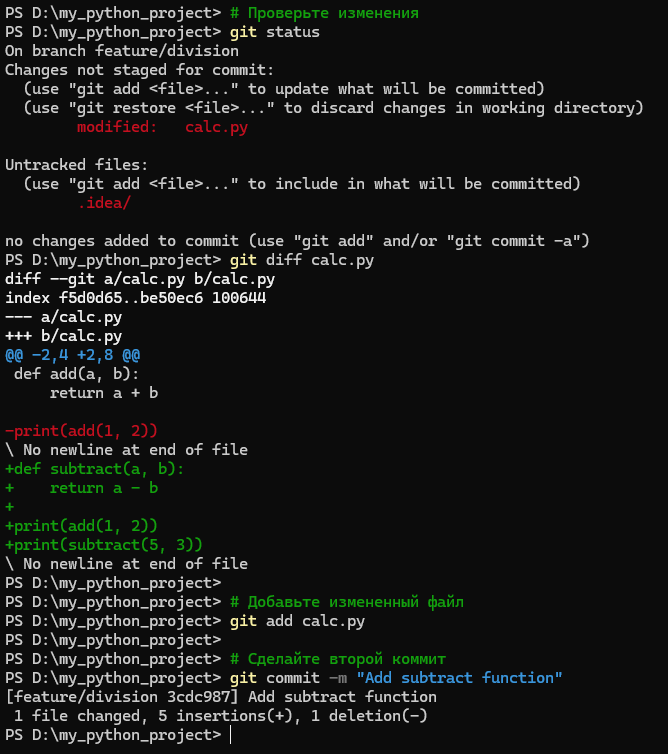 PS D:\my_python_project> # Проверьте изменения
PS D:\my_python_project> git status
On branch feature/division
Changes not staged for commit:
  (use "git add <file>..." to update what will be committed)
  (use "git restore <file>..." to discard changes in working directory)
        modified:   calc.py

Untracked files:
  (use "git add <file>..." to include in what will be committed)
        .idea/

no changes added to commit (use "git add" and/or "git commit -a")
PS D:\my_python_project> git diff calc.py
diff --git a/calc.py b/calc.py
index f5d0d65..be50ec6 100644
--- a/calc.py
+++ b/calc.py
@@ -2,4 +2,8 @@
 def add(a, b):
     return a + b

-print(add(1, 2))
\ No newline at end of file
+def subtract(a, b):
+    return a - b
+
+print(add(1, 2))
+print(subtract(5, 3))
\ No newline at end of file
PS D:\my_python_project>
PS D:\my_python_project> # Добавьте измененный файл
PS D:\my_python_project> git add calc.py
PS D:\my_python_project>
PS D:\my_python_project> # Сделайте второй коммит
PS D:\my_python_project> git commit -m "Add subtract function"
[feature/division 3cdc987] Add subtract function
 1 file changed, 5 insertions(+), 1 deletion(-)
PS D:\my_python_project>